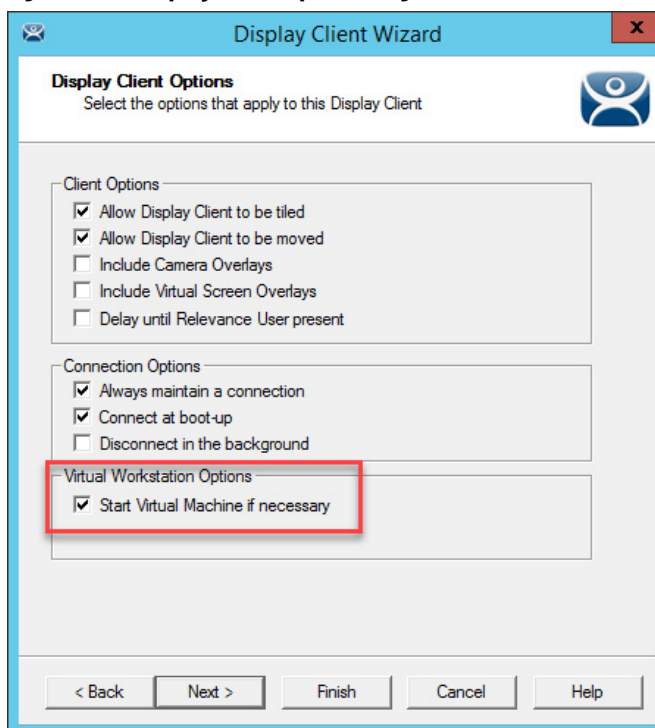 Display Client Wizard
x
Display Client Options
Select the options that apply to this Display Client
Client Options
Allow Display Client to be tiled
Allow Display Client to be moved
Include Camera Overlays
Include Virtual Screen Overlays
Delay until Relevance User present
Connection Options
Always maintain a connection
Connect at boot-up
Disconnect in the background
Virtual Workstation Options
Start Virtual Machine if necessary
< Back Next > Finish Cancel Help